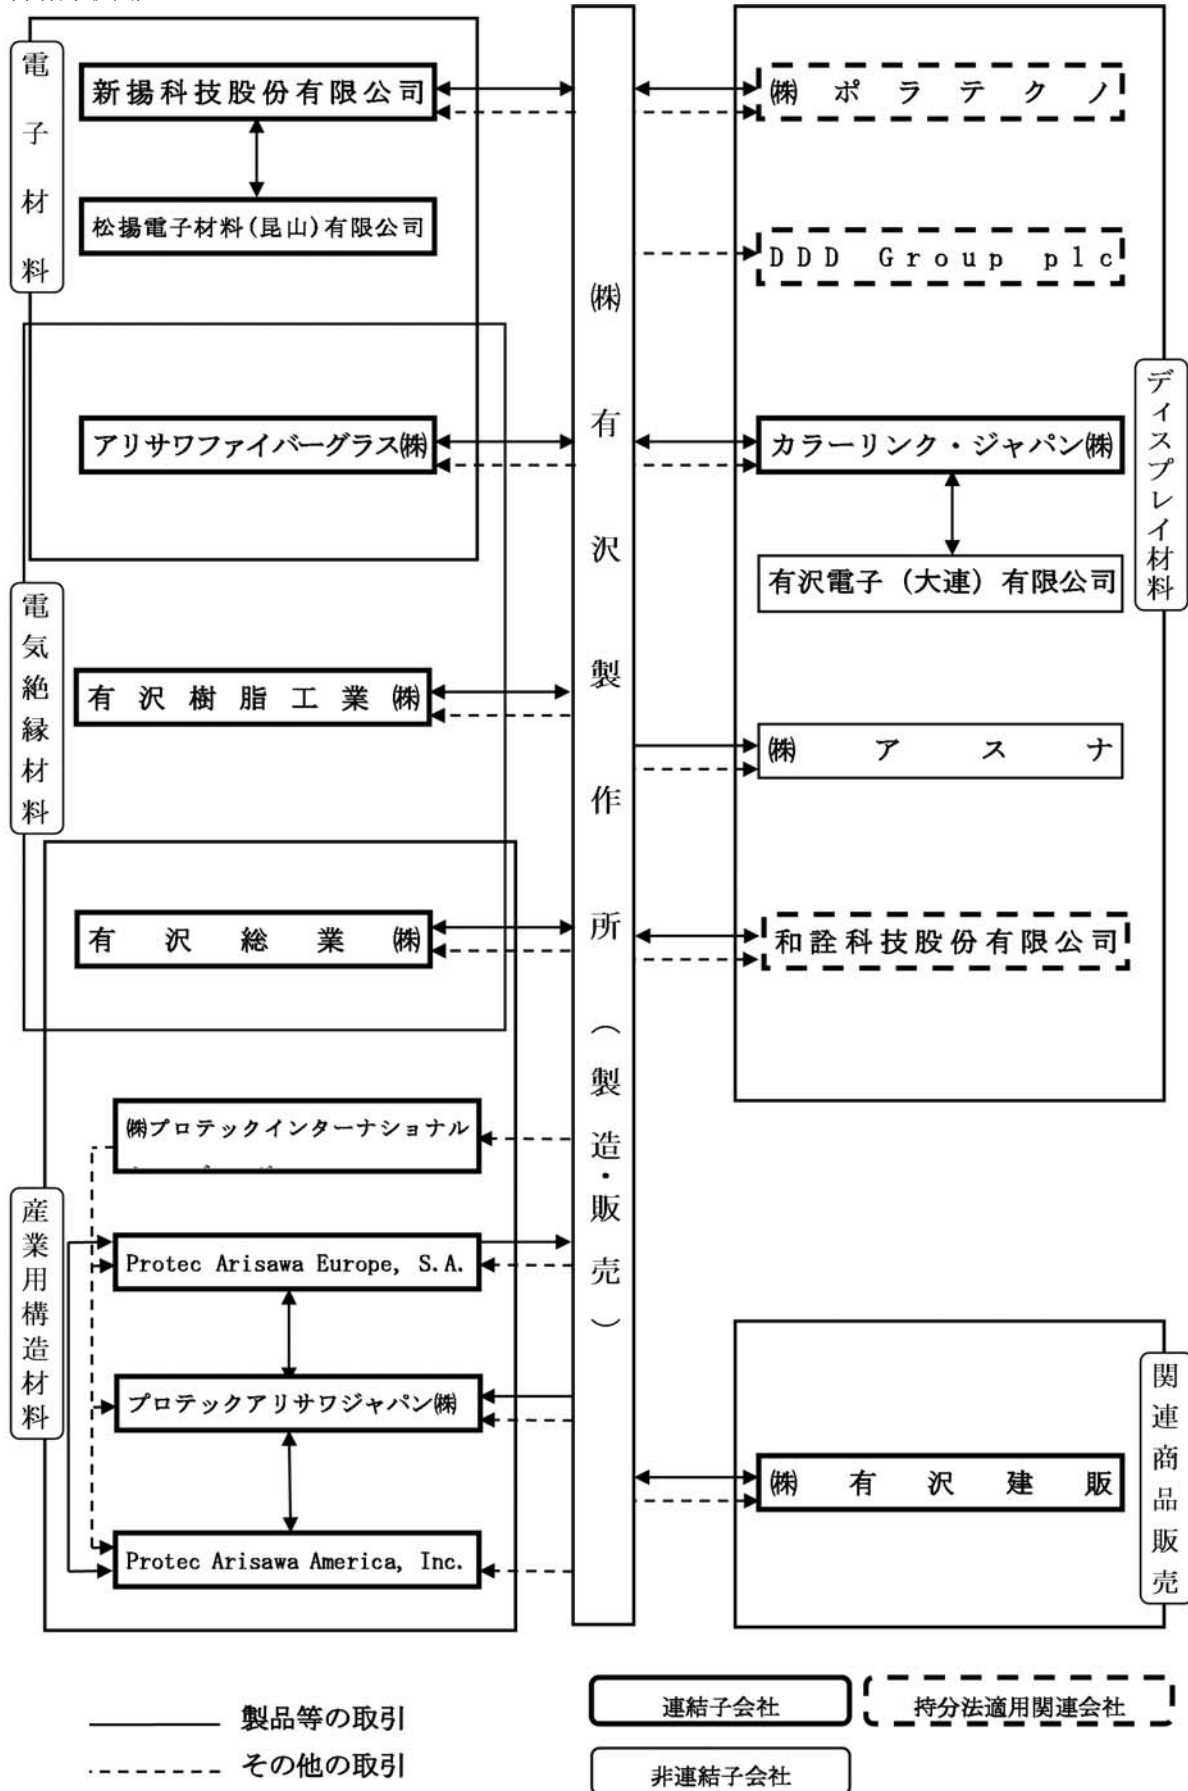 電子材料
新揚科技股份有限公司
松揚電子材料(昆山)有限公司
アリサワファイバーグラス㈱
電気絶縁材料
有沢樹脂工業㈱
有沢総業㈱
産業用構造材料
㈱プロテックインターナショナル
Protec Arisawa Europe, S.A.
プロテックアリサワジャパン㈱
Protec Arisawa America, Inc.
㈱有沢製作所(製造・販売)
ディスプレイ材料
㈱ポラテクノ
DDD Group plc
カラーリンク・ジャパン㈱
有沢電子（大連）有限公司
㈱アスナ
和詮科技股份有限公司
関連商品販売
㈱有沢建販
製品等の取引
その他の取引
連結子会社
持分法適用関連会社
非連結子会社